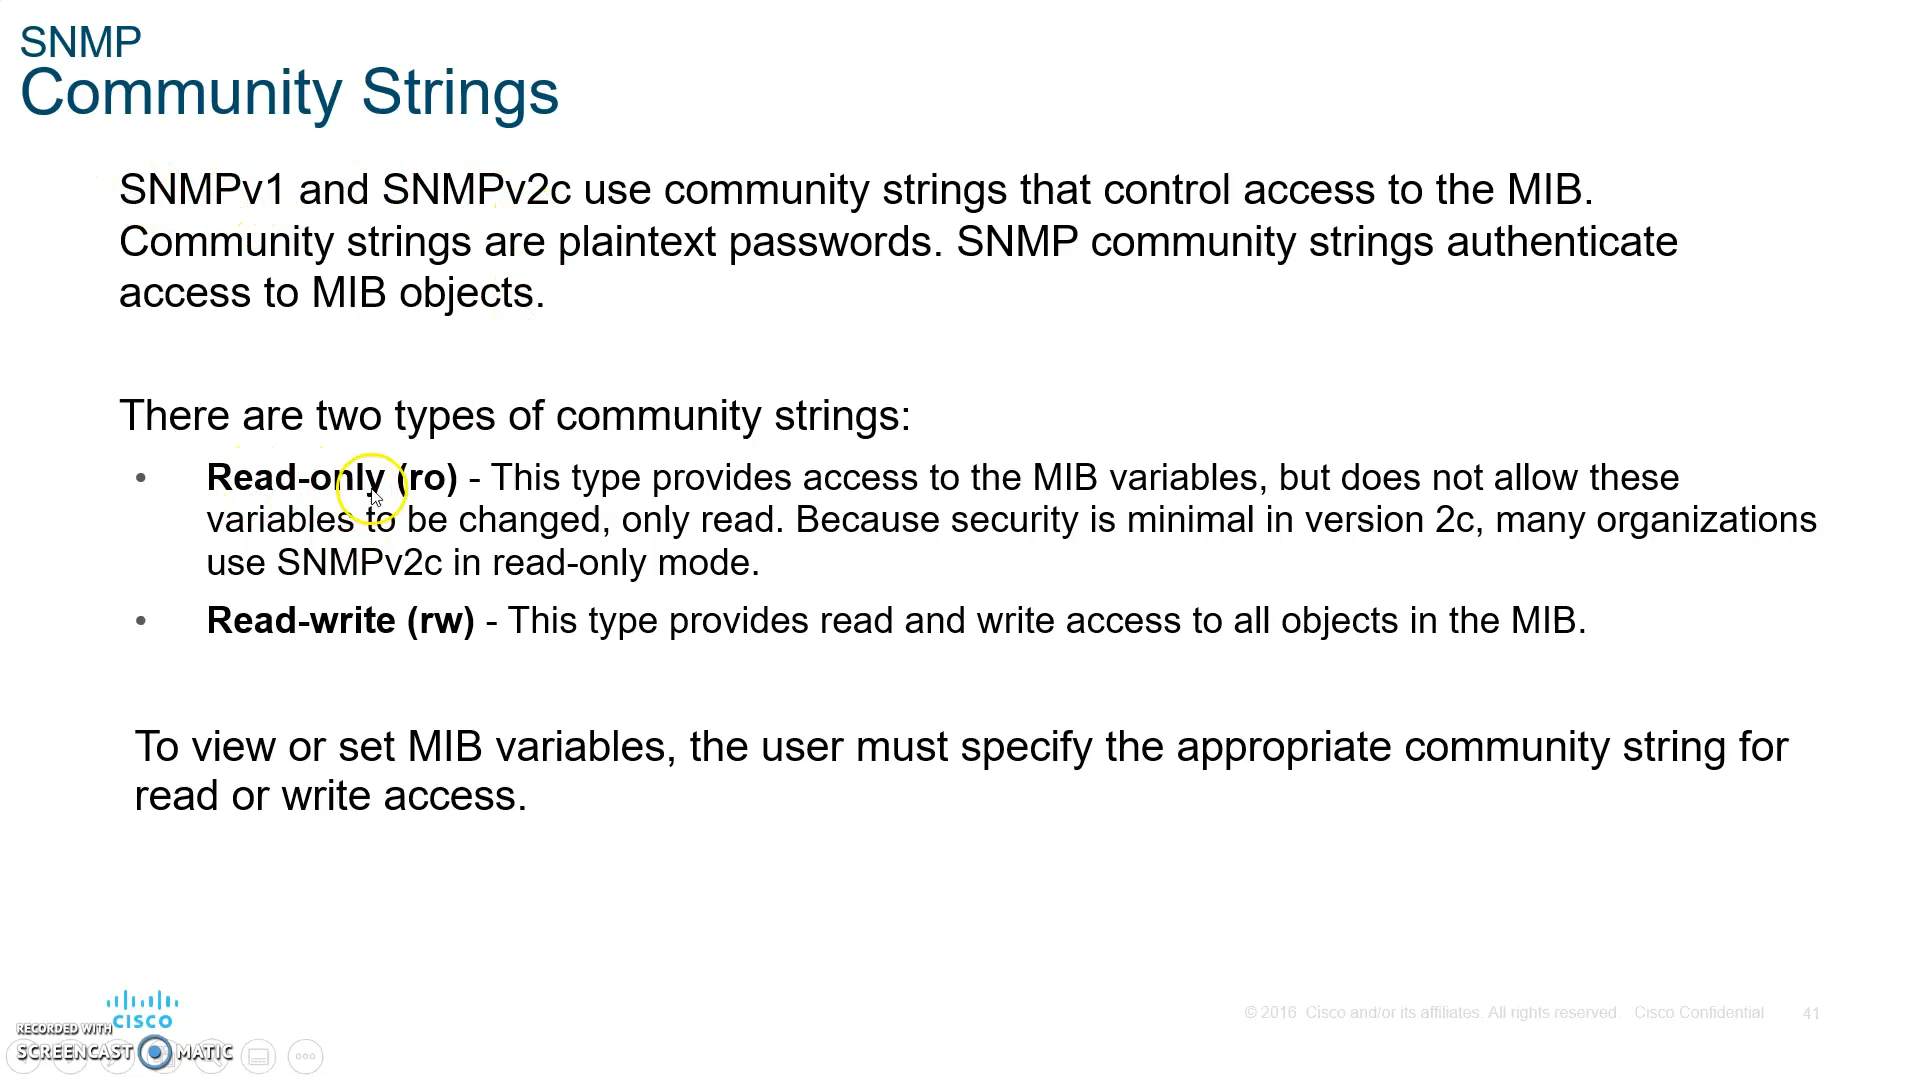 SNMP
Community Strings
SNMPv1 and SNMPv2c use community strings that control access to the MIB.
Community strings are plaintext passwords. SNMP community strings authenticate
access to MIB objects.
There are two types of community strings:
• Read-only (ro) - This type provides access to the MIB variables, but does not allow these
variables to be changed, only read. Because security is minimal in version 2c, many organizations
use SNMPv2c in read-only mode.
• Read-write (rw) - This type provides read and write access to all objects in the MIB.
To view or set MIB variables, the user must specify the appropriate community string for
read or write access.
CISCO
© 2016 Cisco and/or its affiliates. All rights reserved. Cisco Confidential 41
RECORDED WITH
SCREENCAST MATIC